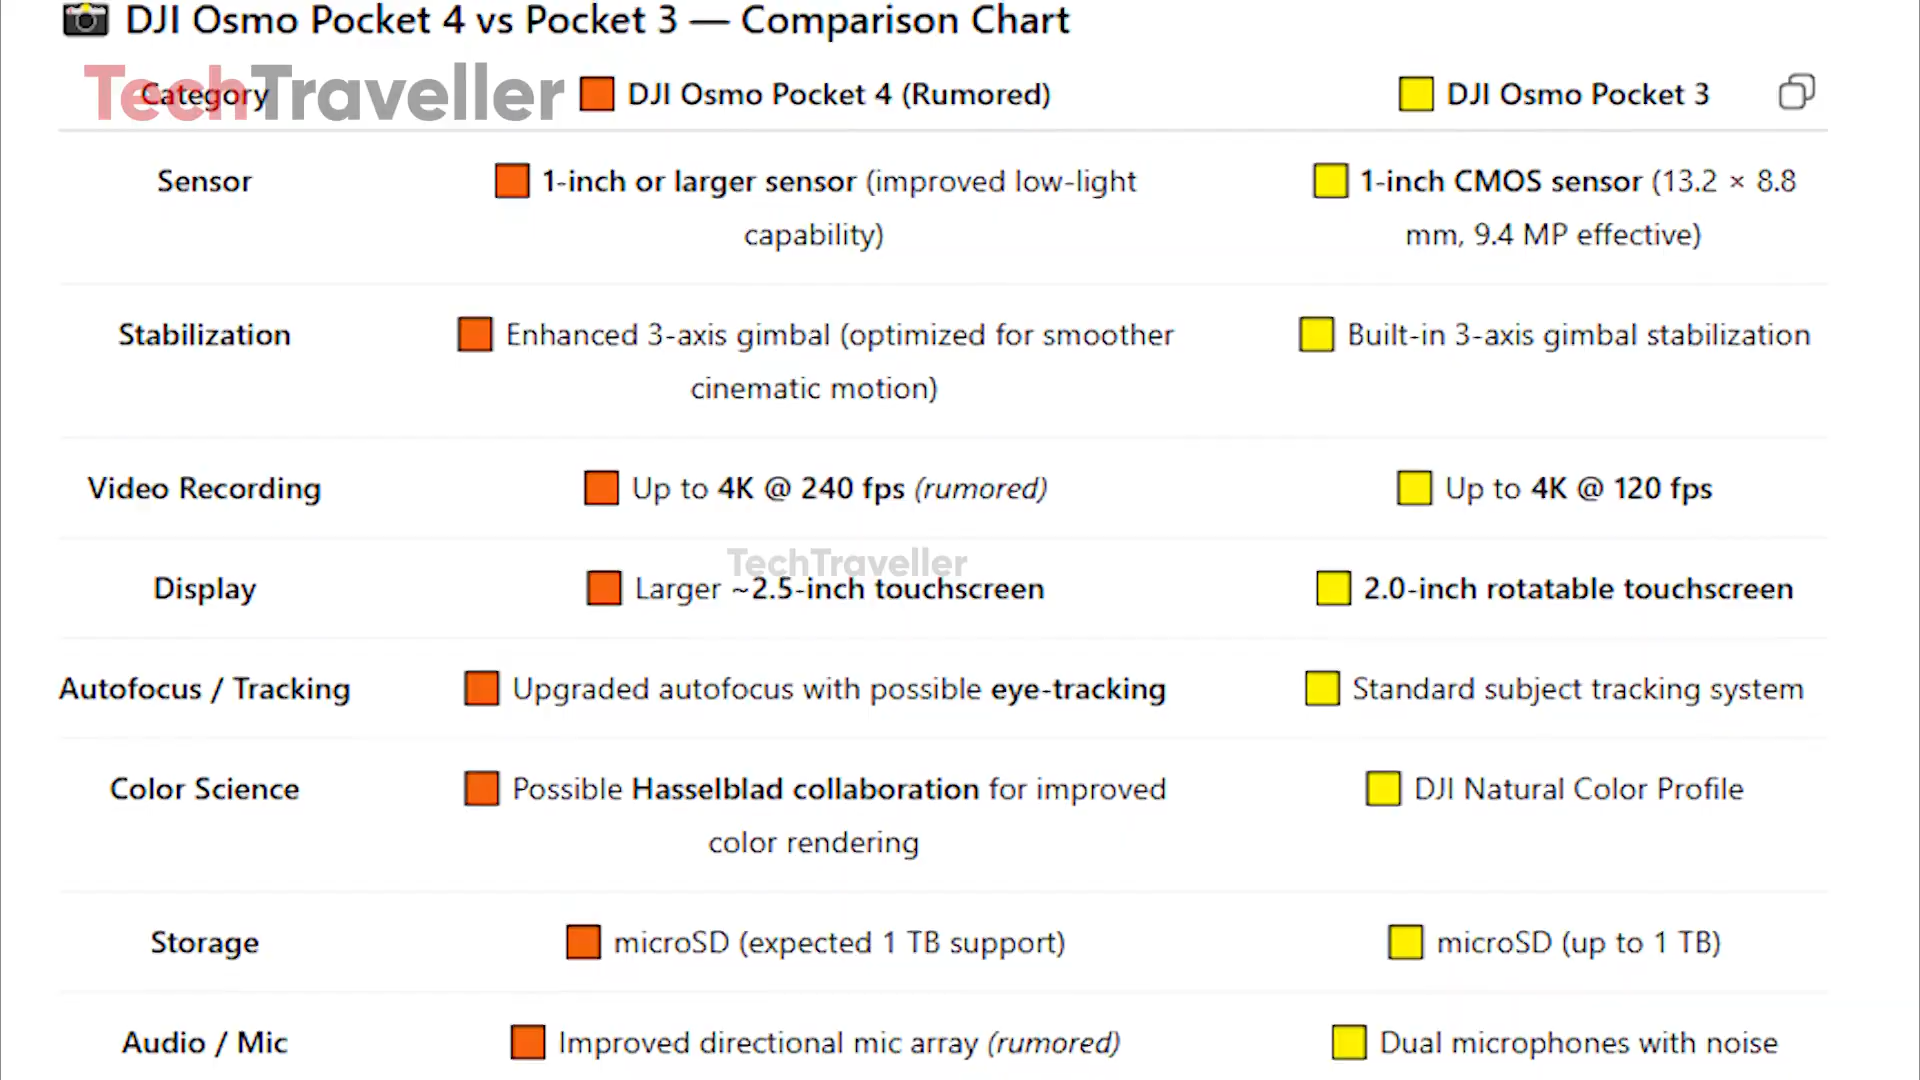 📷 DJI Osmo Pocket 4 vs Pocket 3 — Comparison Chart
TechTraveller
Category 🟧 DJI Osmo Pocket 4 (Rumored) 🟨 DJI Osmo Pocket 3
Sensor 🟧 1-inch or larger sensor (improved low-light 🟨 1-inch CMOS sensor (13.2 × 8.8
capability) mm, 9.4 MP effective)
Stabilization 🟧 Enhanced 3-axis gimbal (optimized for smoother 🟨 Built-in 3-axis gimbal stabilization
cinematic motion)
Video Recording 🟧 Up to 4K @ 240 fps (rumored) 🟨 Up to 4K @ 120 fps
TechTraveller
Display 🟧 Larger ~2.5-inch touchscreen 🟨 2.0-inch rotatable touchscreen
Autofocus / Tracking 🟧 Upgraded autofocus with possible eye-tracking 🟨 Standard subject tracking system
Color Science 🟧 Possible Hasselblad collaboration for improved 🟨 DJI Natural Color Profile
color rendering
Storage 🟧 microSD (expected 1 TB support) 🟨 microSD (up to 1 TB)
Audio / Mic 🟧 Improved directional mic array (rumored) 🟨 Dual microphones with noise